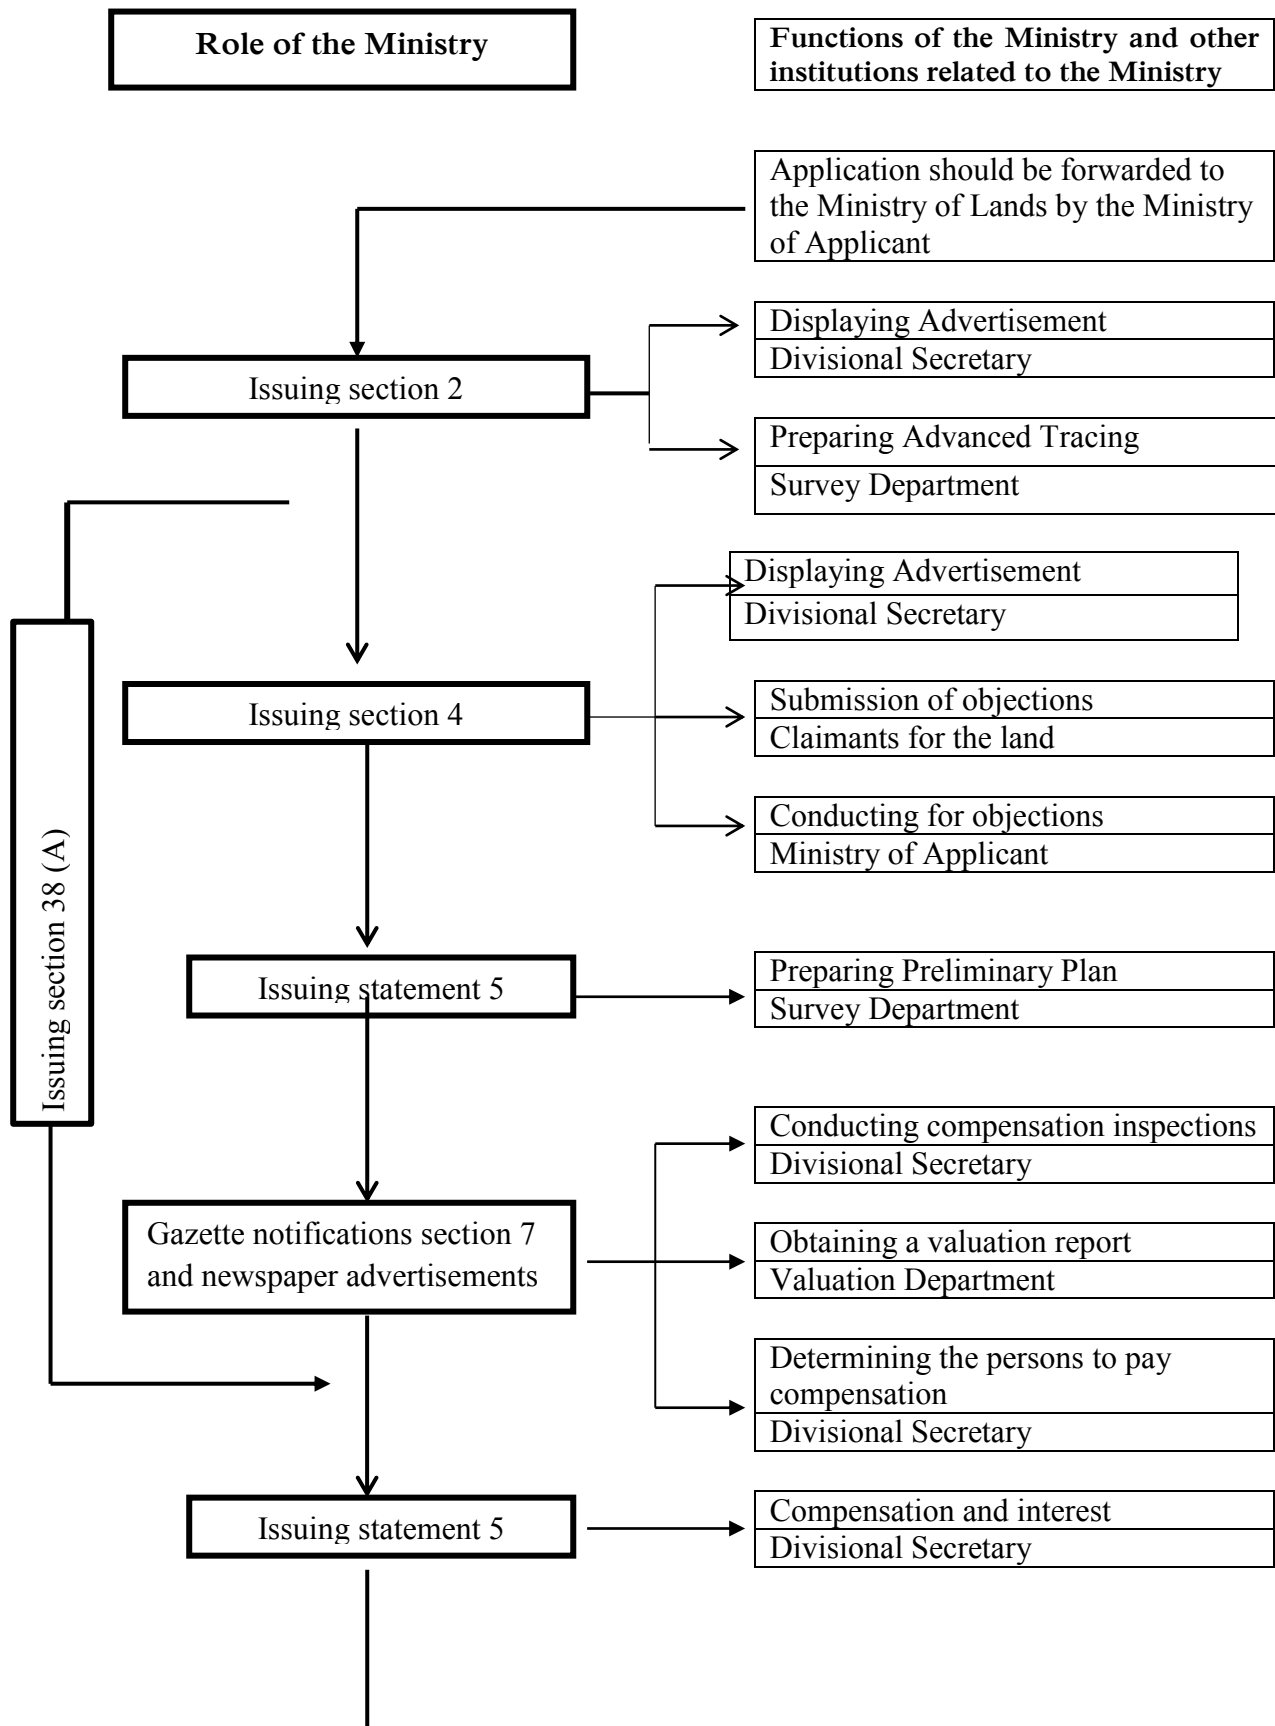 Role of the Ministry
Functions of the Ministry and other
institutions related to the Ministry
Application should be forwarded to
the Ministry of Lands by the Ministry
of Applicant
Displaying Advertisement
Divisional Secretary
Issuing section 2
Preparing Advanced Tracing
Survey Department
Displaying Advertisement
Divisional Secretary
Issuing section 4
Submission of objections
Claimants for the land
Conducting for objections
Ministry of Applicant
Issuing section 38 (A)
Issuing statement 5
Preparing Preliminary Plan
Survey Department
Conducting compensation inspections
Divisional Secretary
Gazette notifications section 7
and newspaper advertisements
Obtaining a valuation report
Valuation Department
Determining the persons to pay
compensation
Divisional Secretary
Issuing statement 5
Compensation and interest
Divisional Secretary